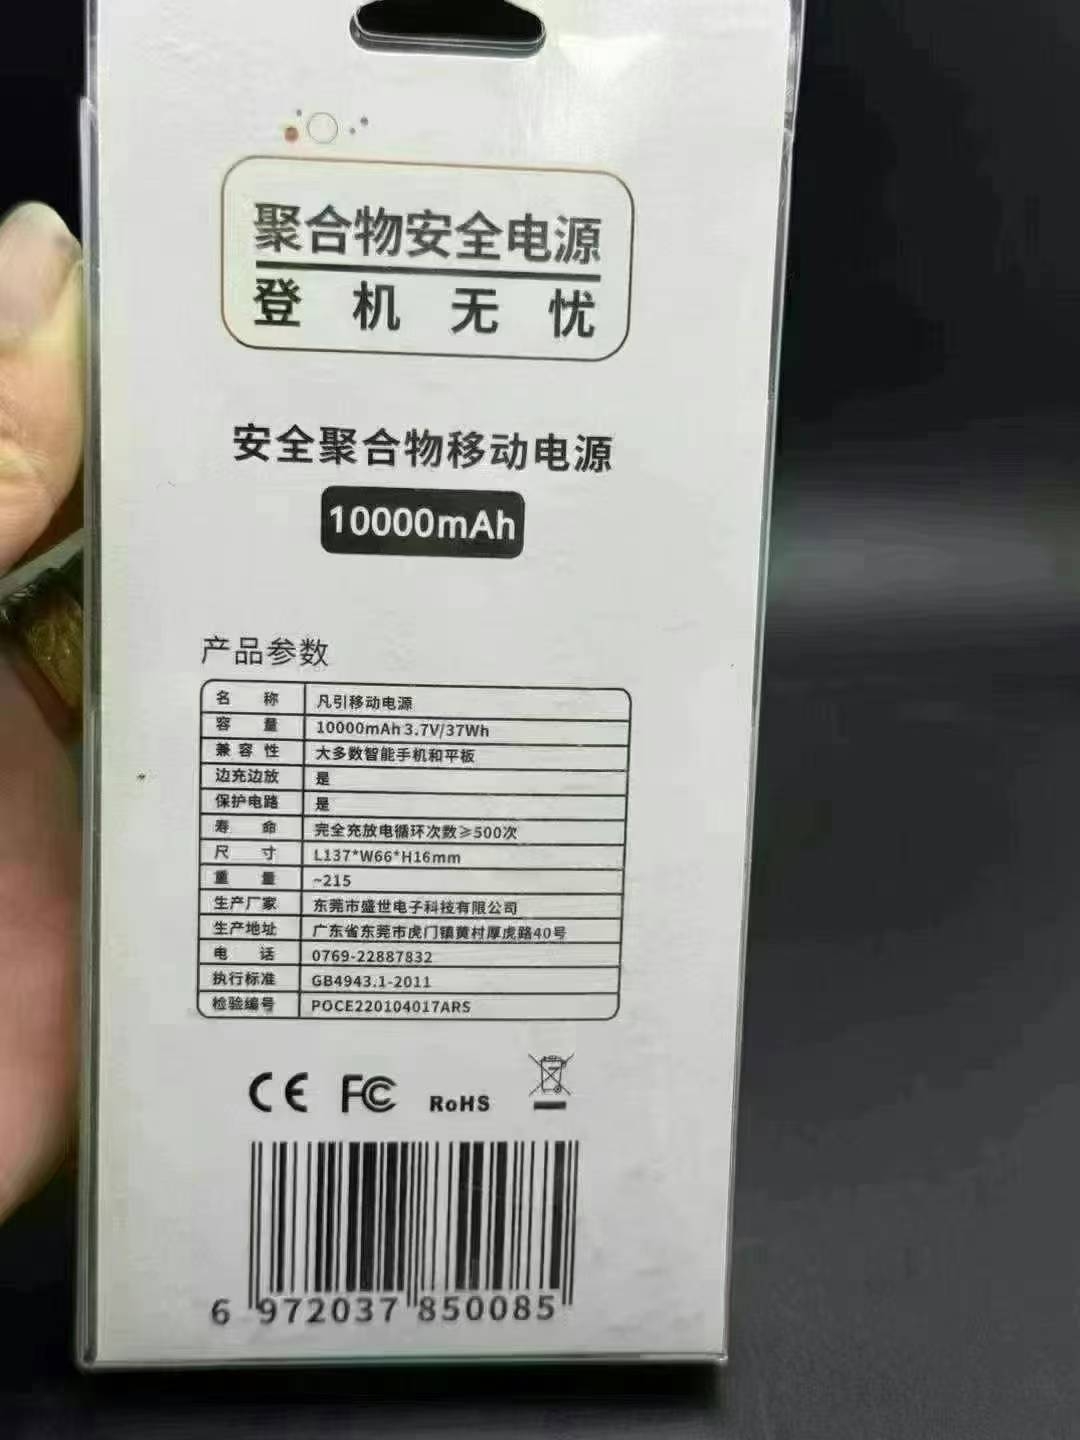 聚合物安全电源
登机无忧
安全聚合物移动电源
10000mAh
产品参数
名称 凡引移动电源
容量 10000mAh 3.7V/37Wh
兼容性 大多数智能手机和平板
边充边放 是
保护电路 是
寿命 完全充放电循环次数≥500次
尺寸 L137*W66*H16mm
重量 ~215
生产厂家 东莞市盛世电子科技有限公司
生产地址 广东省东莞市虎门镇黄村厚虎路40号
电话 0769-22887832
执行标准 GB4943.1-2011
检验编号 POCE220104017ARS
CE FC RoHS
6 972037 850085